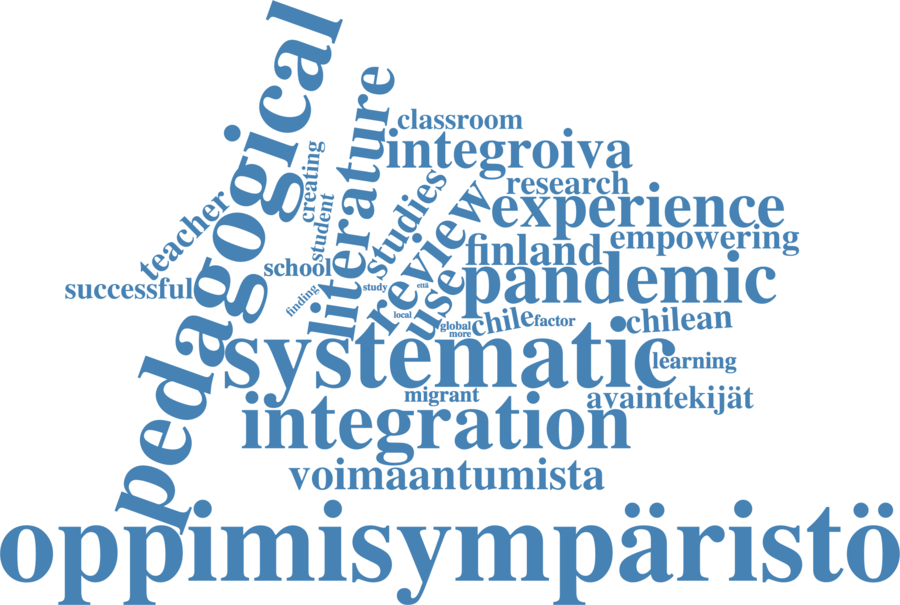 pedagogical
literature
classroom
integroiva
creating
studies
research
review
experience
student
teacher
empowering
finland
school
pandemic
use
successful
study
että
finding
local
global
more
chile
factor
chilean
systematic
learning
migrant
avaintekijät
integration
voimaantumista
oppimisympäristö